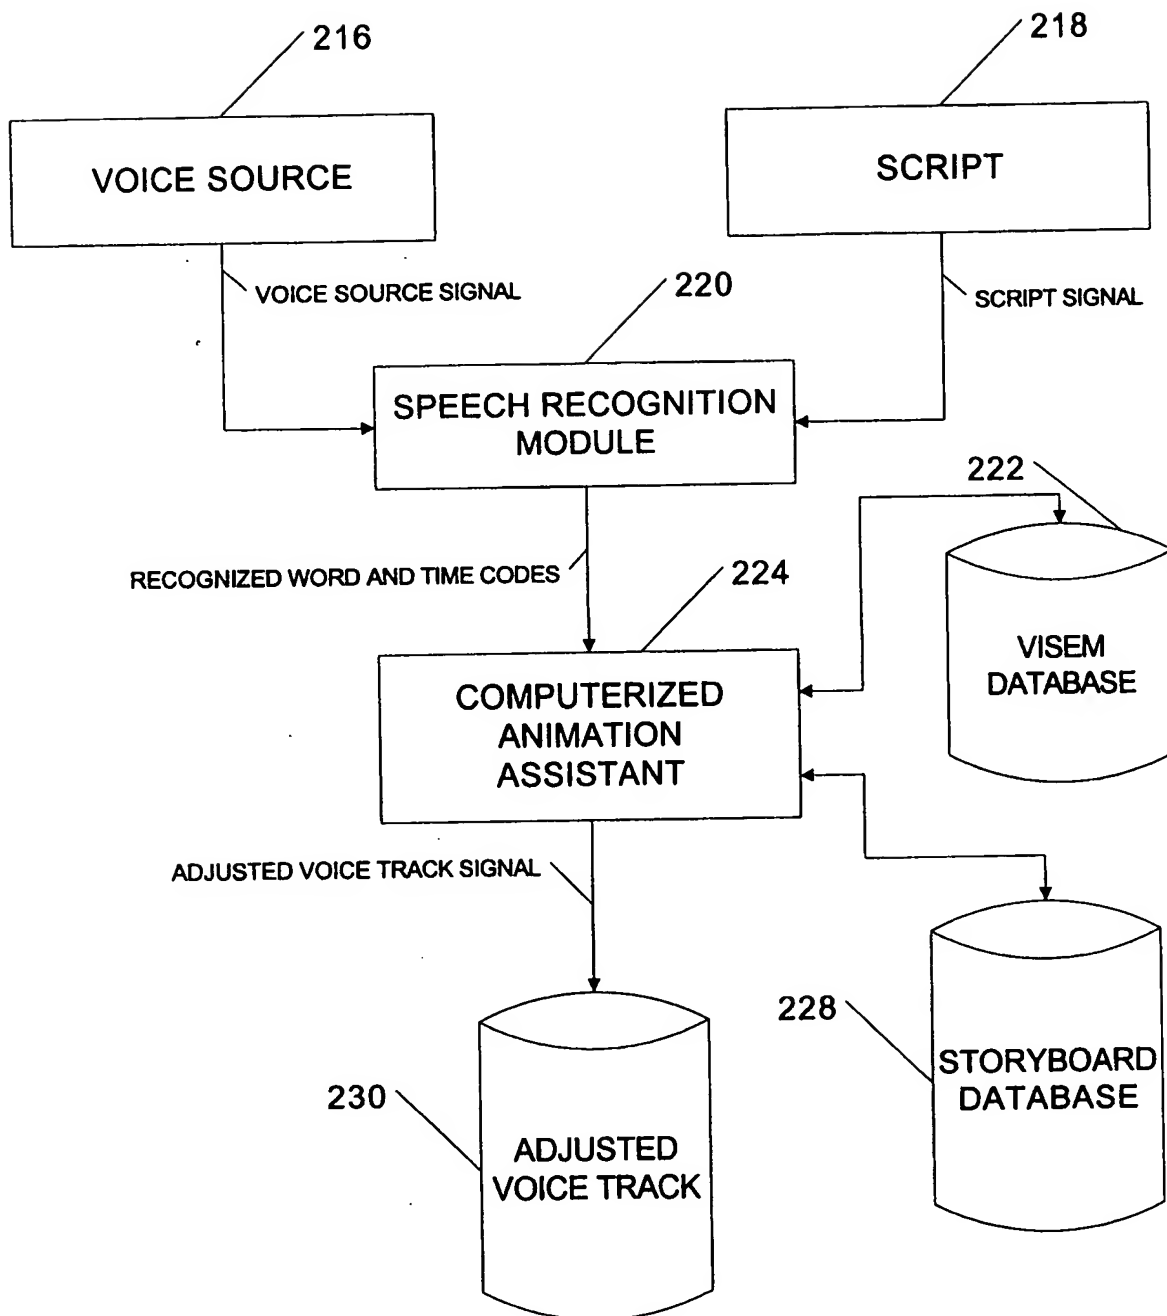 216
218
VOICE SOURCE
SCRIPT
VOICE SOURCE SIGNAL
220
SCRIPT SIGNAL
SPEECH RECOGNITION
MODULE
222
RECOGNIZED WORD AND TIME CODES
224
VISEM
DATABASE
COMPUTERIZED
ANIMATION
ASSISTANT
ADJUSTED VOICE TRACK SIGNAL
228
STORYBOARD
DATABASE
230
ADJUSTED
VOICE TRACK